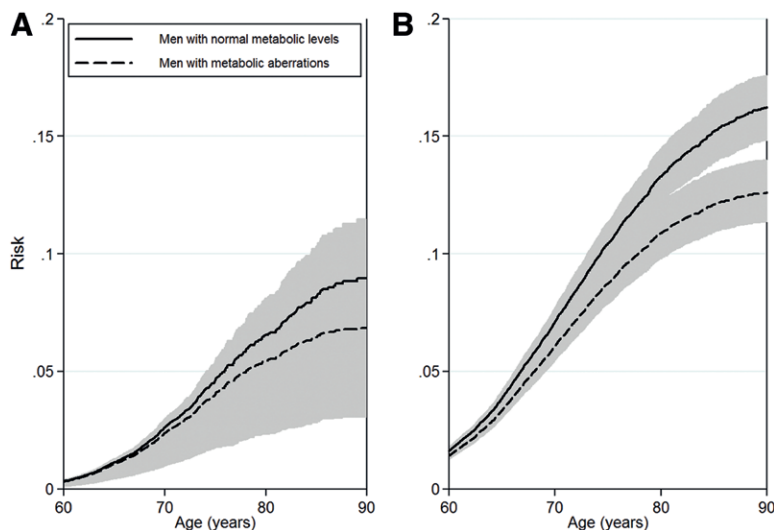 A
B
Men with normal metabolic levels
Men with metabolic aberrations
Risk
.2
.15
.1
.05
0
60
70
80
90
Age (years)
.2
.15
.1
.05
0
60
70
80
90
Age (years)